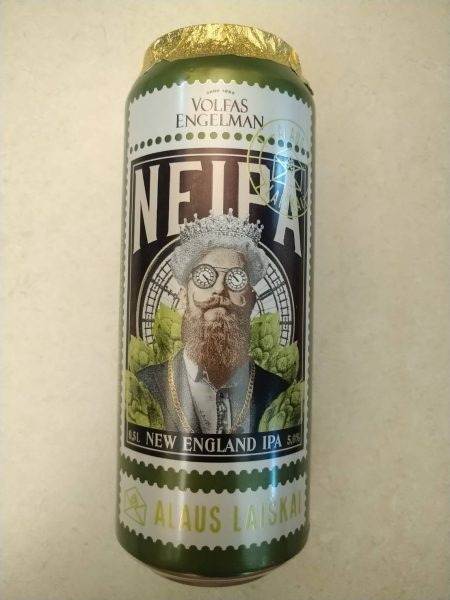 VOLFAS
ENGELMAN
NEIPA
0,5L NEW ENGLAND IPA 5.0%
ALAUS LAIŠKAI